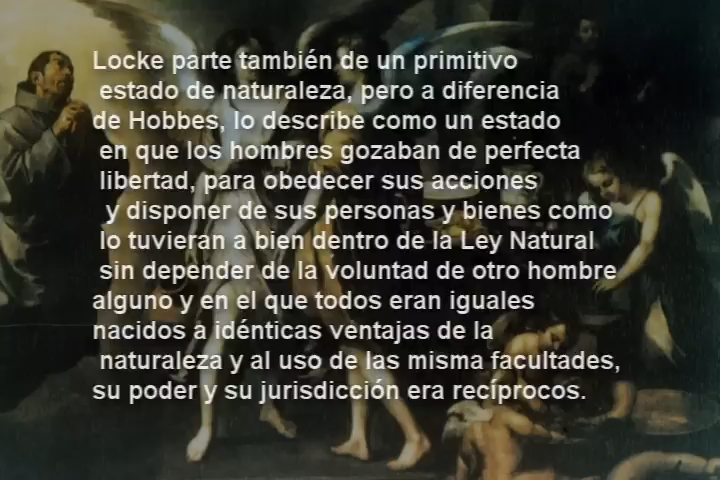 Locke parte también de un primitivo
estado de naturaleza, pero a diferencia
de Hobbes, lo describe como un estado
en que los hombres gozaban de perfecta
libertad, para obedecer sus acciones
y disponer de sus personas y bienes como
lo tuvieran a bien dentro de la Ley Natural
sin depender de la voluntad de otro hombre
alguno y en el que todos eran iguales
nacidos a idénticas ventajas de la
naturaleza y al uso de las misma facultades,
su poder y su jurisdicción era recíprocos.